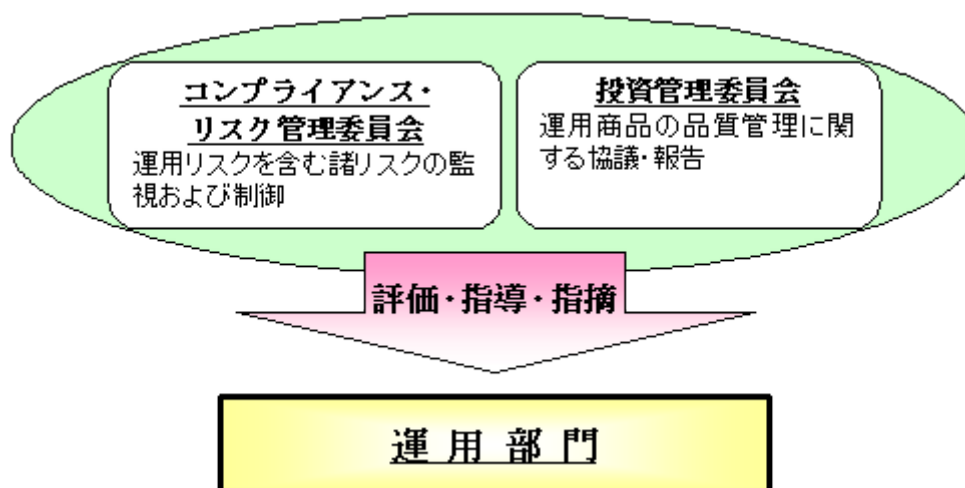 コンプライアンス・
リスク管理委員会
運用リスクを含む諸リスクの監
視および制御
投資管理委員会
運用商品の品質管理に関
する協議・報告
評価・指導・指摘
運用部門